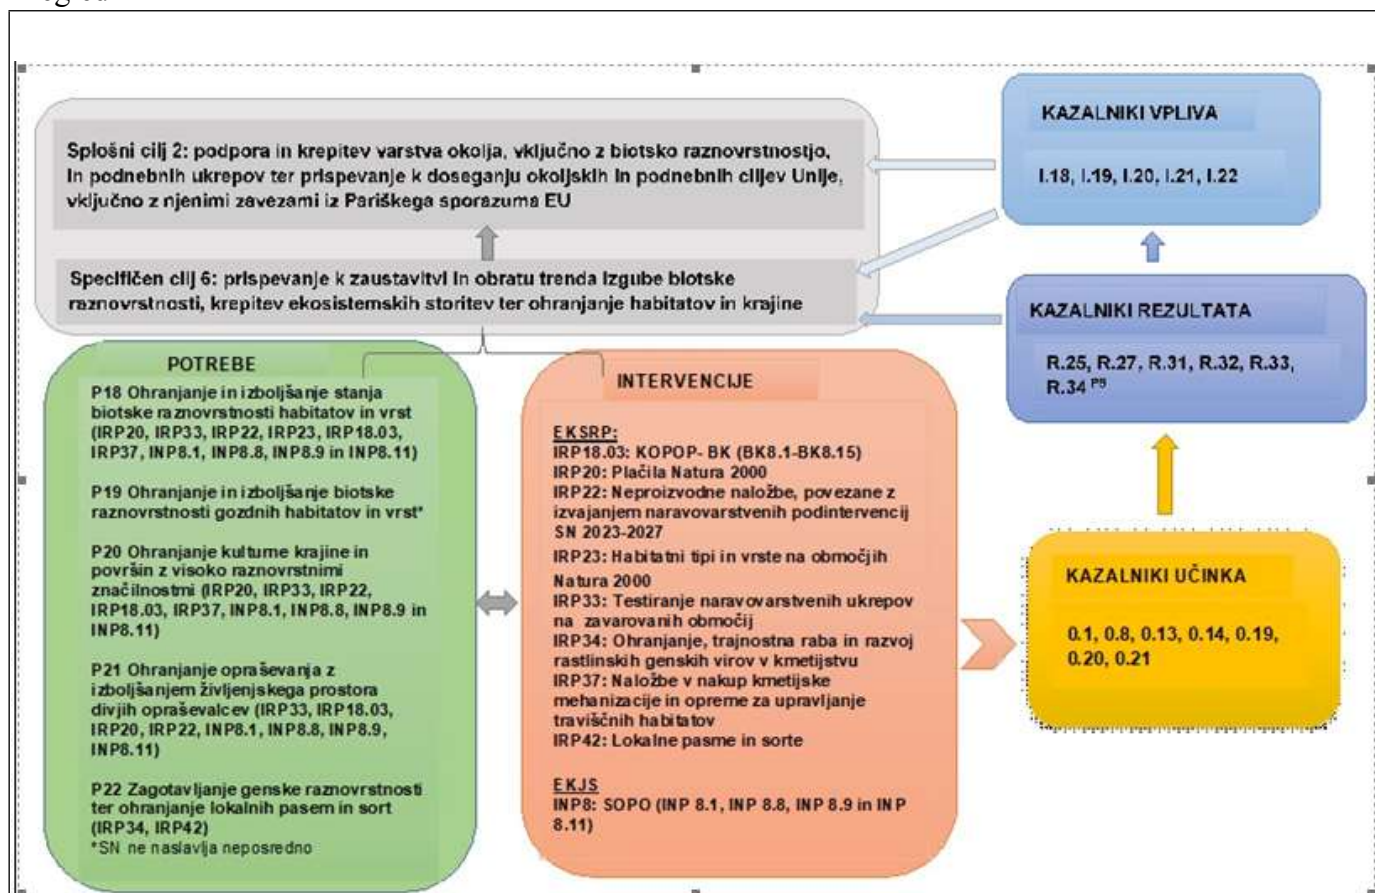 Splošni cilj 2: podpora in krepitev varstva okolja, vključno z biotsko raznovrstnostjo,
in podnebnih ukrepov ter prispevanje k doseganju okoljskih in podnebnih ciljev Unije,
vključno z njenimi zavezami iz Pariškega sporazuma EU
Specifičen cilj 6: prispevanje k zaustavitvi in obratu trenda izgube biotske
raznovrstnosti, krepitev ekosistemskih storitev ter ohranjanje habitatov in krajine
KAZALNIKI VPLIVA
I.18, I.19, I.20, I.21, I.22
KAZALNIKI REZULTATA
R.25, R.27, R.31, R.32, R.33,
R.34 PS
KAZALNIKI UČINKA
0.1, 0.8, 0.13, 0.14, 0.19,
0.20, 0.21
POTREBE
P18 Ohranjanje in izboljšanje stanja
biotske raznovrstnosti habitatov in vrst
(IRP20, IRP33, IRP22, IRP23, IRP18.03,
IRP37, INP8.1, INP8.8, INP8.9 in INP8.11)
P19 Ohranjanje in izboljšanje biotske
raznovrstnosti gozdnih habitatov in vrst*
P20 Ohranjanje kulturne krajine in
površin z visoko raznovrstnimi
značilnostmi (IRP20, IRP33, IRP22,
IRP18.03, IRP37, INP8.1, INP8.8, INP8.9 in
INP8.11)
P21 Ohranjanje opraševanja z
izboljšanjem življenjskega prostora
divjih opraševalcev (IRP33, IRP18.03,
IRP20, IRP22, INP8.1, INP8.8, INP8.9,
INP8.11)
P22 Zagotavljanje genske raznovrstnosti
ter ohranjanje lokalnih pasem in sort
(IRP34, IRP42)
*SN ne naslavlja neposredno
INTERVENCIJE
EKSRP:
IRP18.03: KOPOP- BK (BK8.1-BK8.15)
IRP20: Plačila Natura 2000
IRP22: Neproizvodne naložbe, povezane z
izvajanjem naravovarstvenih podintervencij
SN 2023-2027
IRP23: Habitatni tipi in vrste na območjih
Natura 2000
IRP33: Testiranje naravovarstvenih ukrepov
na zavarovanih območij
IRP34: Ohranjanje, trajnostna raba in razvoj
rastlinskih genskih virov v kmetijstvu
IRP37: Naložbe v nakup kmetijske
mehanizacije in opreme za upravljanje
traviščnih habitatov
IRP42: Lokalne pasme in sorte
EKJS
INP8: SOPO (INP 8.1, INP 8.8, INP 8.9 in INP
8.11)